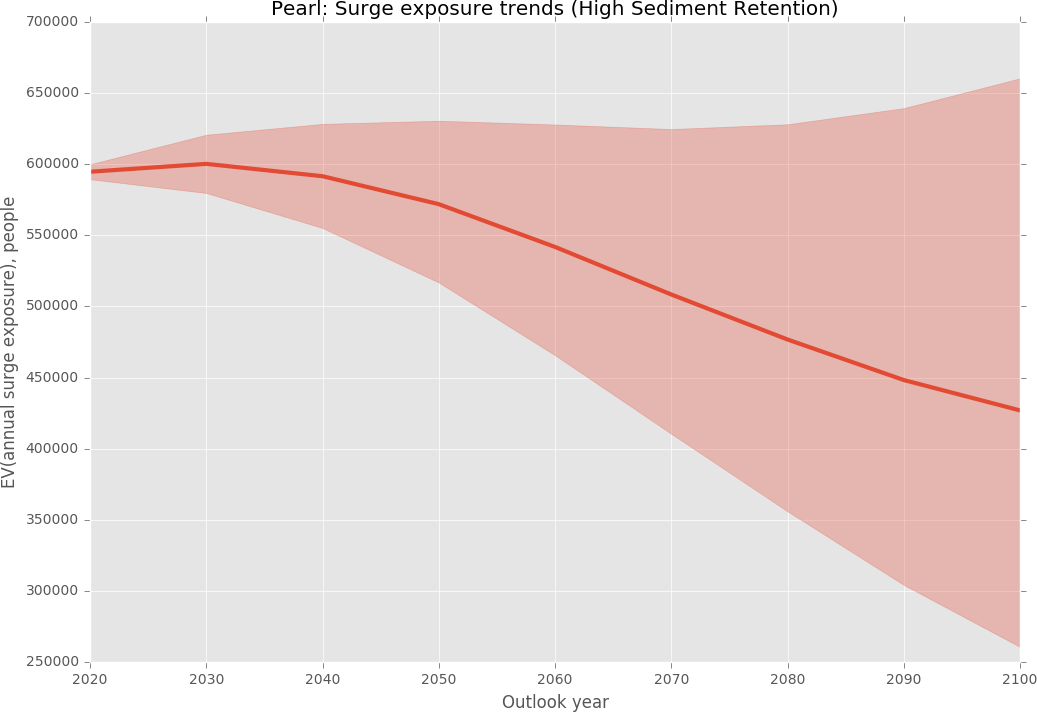 Pearl: Surge exposure trends (High Sediment Retention)
700000
650000
600000
550000
500000
450000
400000
350000
300000
250000
EV(annual surge exposure), people
2020 2030 2040 2050 2060 2070 2080 2090 2100
Outlook year